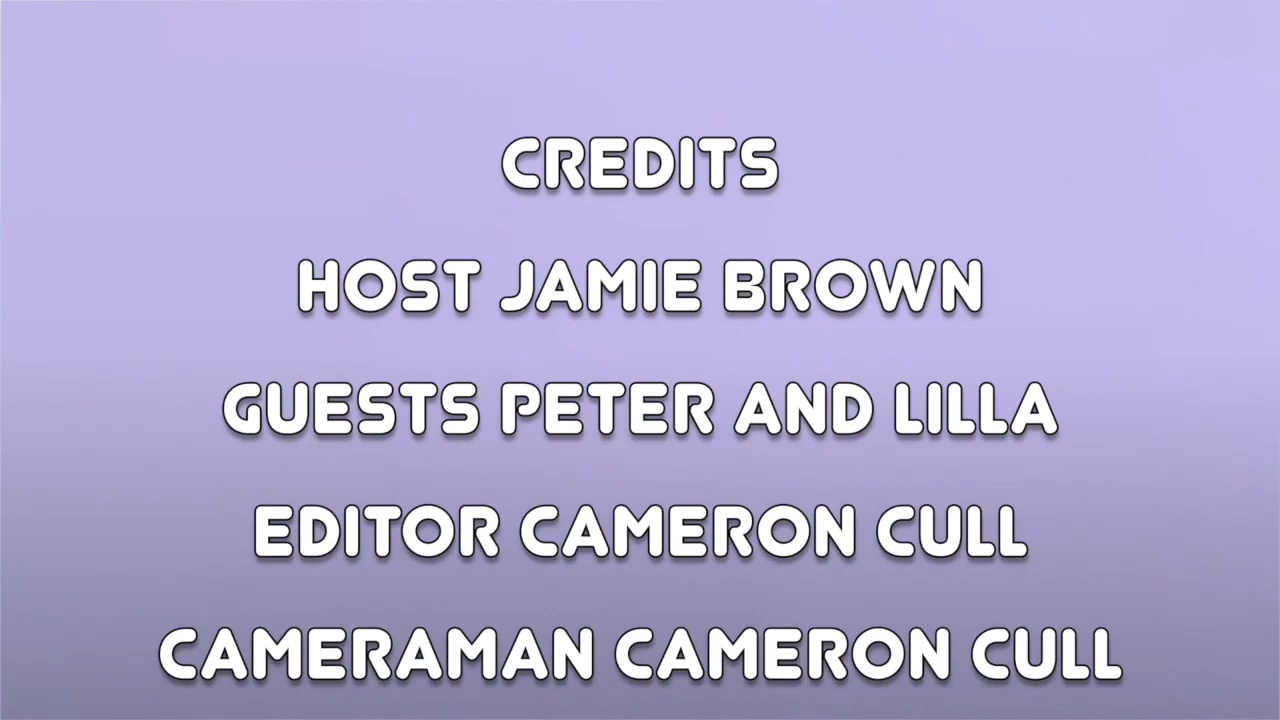 CREDITS
HOST JAMIE BROWN
GUESTS PETER AND LILLA
EDITOR CAMERON CULL
CAMERAMAN CAMERON CULL